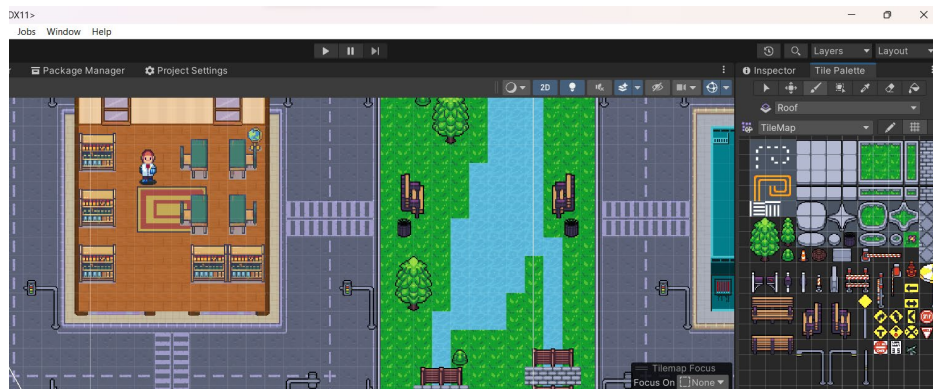 DX11>
Jobs Window Help
Layers Layout
Package Manager Project Settings
Inspector Tile Palette
2D
Roof
TileMap
Tilemap Focus
Focus On None